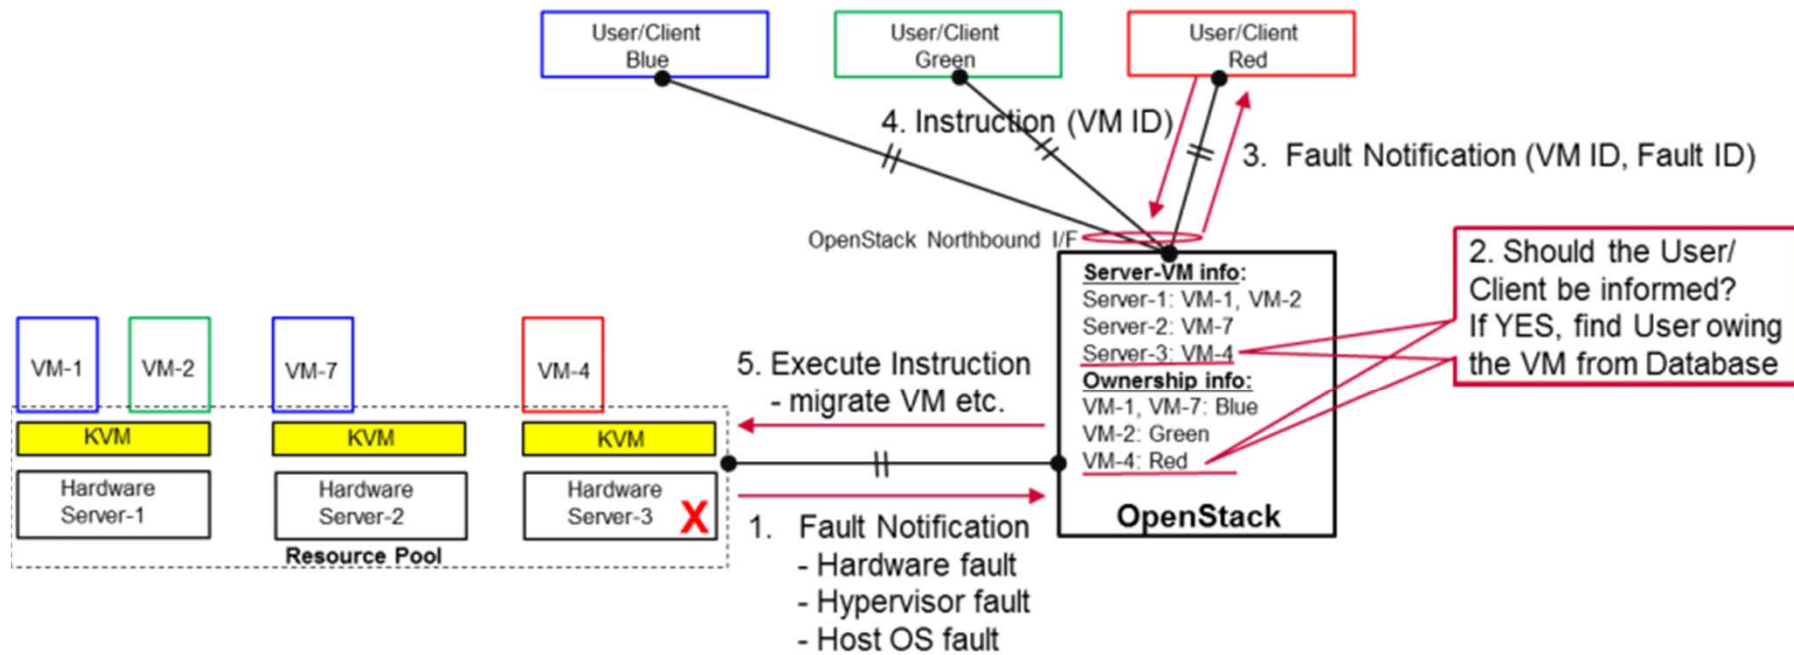 User/Client
Blue
User/Client
Green
User/Client
Red
4. Instruction (VM ID)
3. Fault Notification (VM ID, Fault ID)
OpenStack Northbound I/F
2. Should the User/
Client be informed?
If YES, find User owing
the VM from Database
Server-VM info:
Server-1: VM-1, VM-2
Server-2: VM-7
Server-3: VM-4
Ownership info:
VM-1, VM-7: Blue
VM-2: Green
VM-4: Red
OpenStack
VM-1
VM-2
VM-7
VM-4
5. Execute Instruction
- migrate VM etc.
KVM
KVM
KVM
Hardware
Server-1
Hardware
Server-2
Hardware
Server-3
X
Resource Pool
1. Fault Notification
- Hardware fault
- Hypervisor fault
- Host OS fault